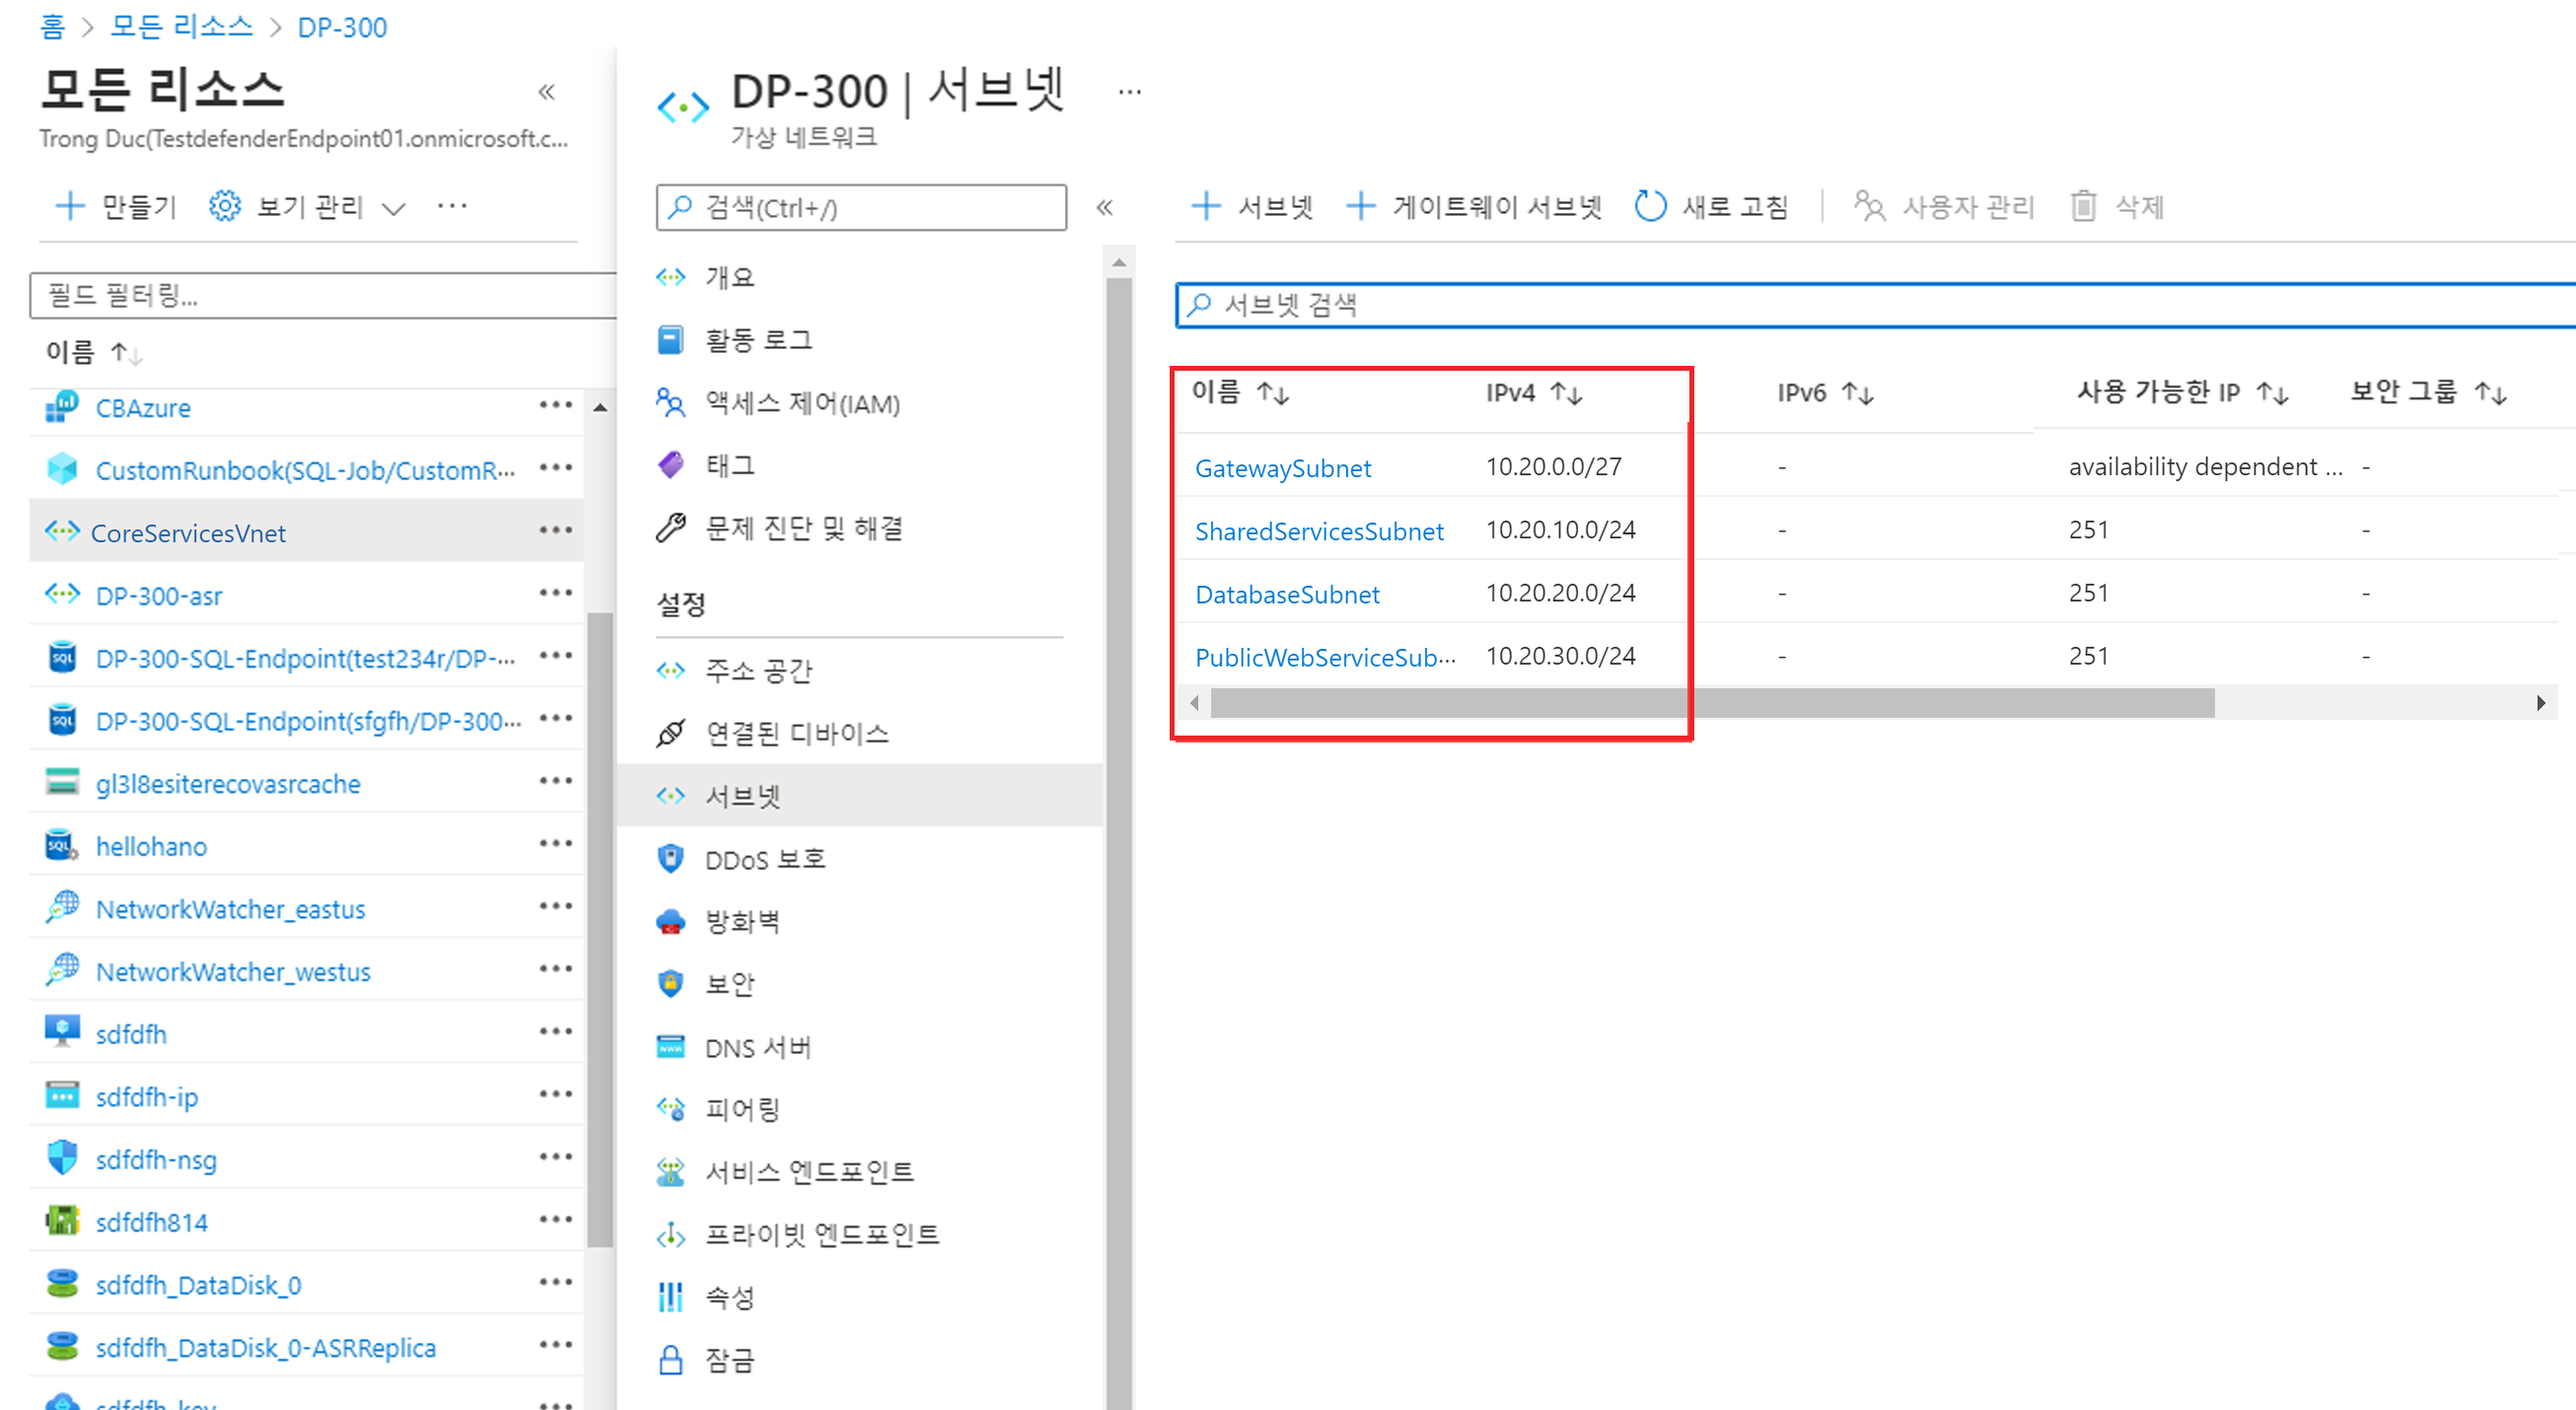 홈 > 모든 리소스 > DP-300
모든 리소스
Trong Duc(TestdefenderEndpoint01.onmicrosoft.c...
만들기 보기 관리 ...
필드 필터링...
이름
CBAzure
CustomRunbook(SQL-Job/CustomR...
CoreServicesVnet
DP-300-asr
DP-300-SQL-Endpoint(test234r/DP-...
DP-300-SQL-Endpoint(sfgfh/DP-300...
gl3l8esiterecovasrcache
hellohano
NetworkWatcher_eastus
NetworkWatcher_westus
sdfdfh
sdfdfh-ip
sdfdfh-nsg
sdfdfh814
sdfdfh_DataDisk_0
sdfdfh_DataDisk_0-ASRReplica
sdfdfh-key
DP-300 | 서브넷 ...
가상 네트워크
검색(Ctrl+/)
개요
활동 로그
액세스 제어(IAM)
태그
문제 진단 및 해결
설정
주소 공간
연결된 디바이스
서브넷
DDoS 보호
방화벽
보안
DNS 서버
피어링
서비스 엔드포인트
프라이빗 엔드포인트
속성
잠금
+ 서브넷 + 게이트웨이 서브넷 새로 고침 사용자 관리 삭제
서브넷 검색
이름 IPv4 IPv6 사용 가능한 IP 보안 그룹
GatewaySubnet 10.20.0.0/27 - availability dependent ... -
SharedServicesSubnet 10.20.10.0/24 - 251 -
DatabaseSubnet 10.20.20.0/24 - 251 -
PublicWebServiceSub... 10.20.30.0/24 - 251 -